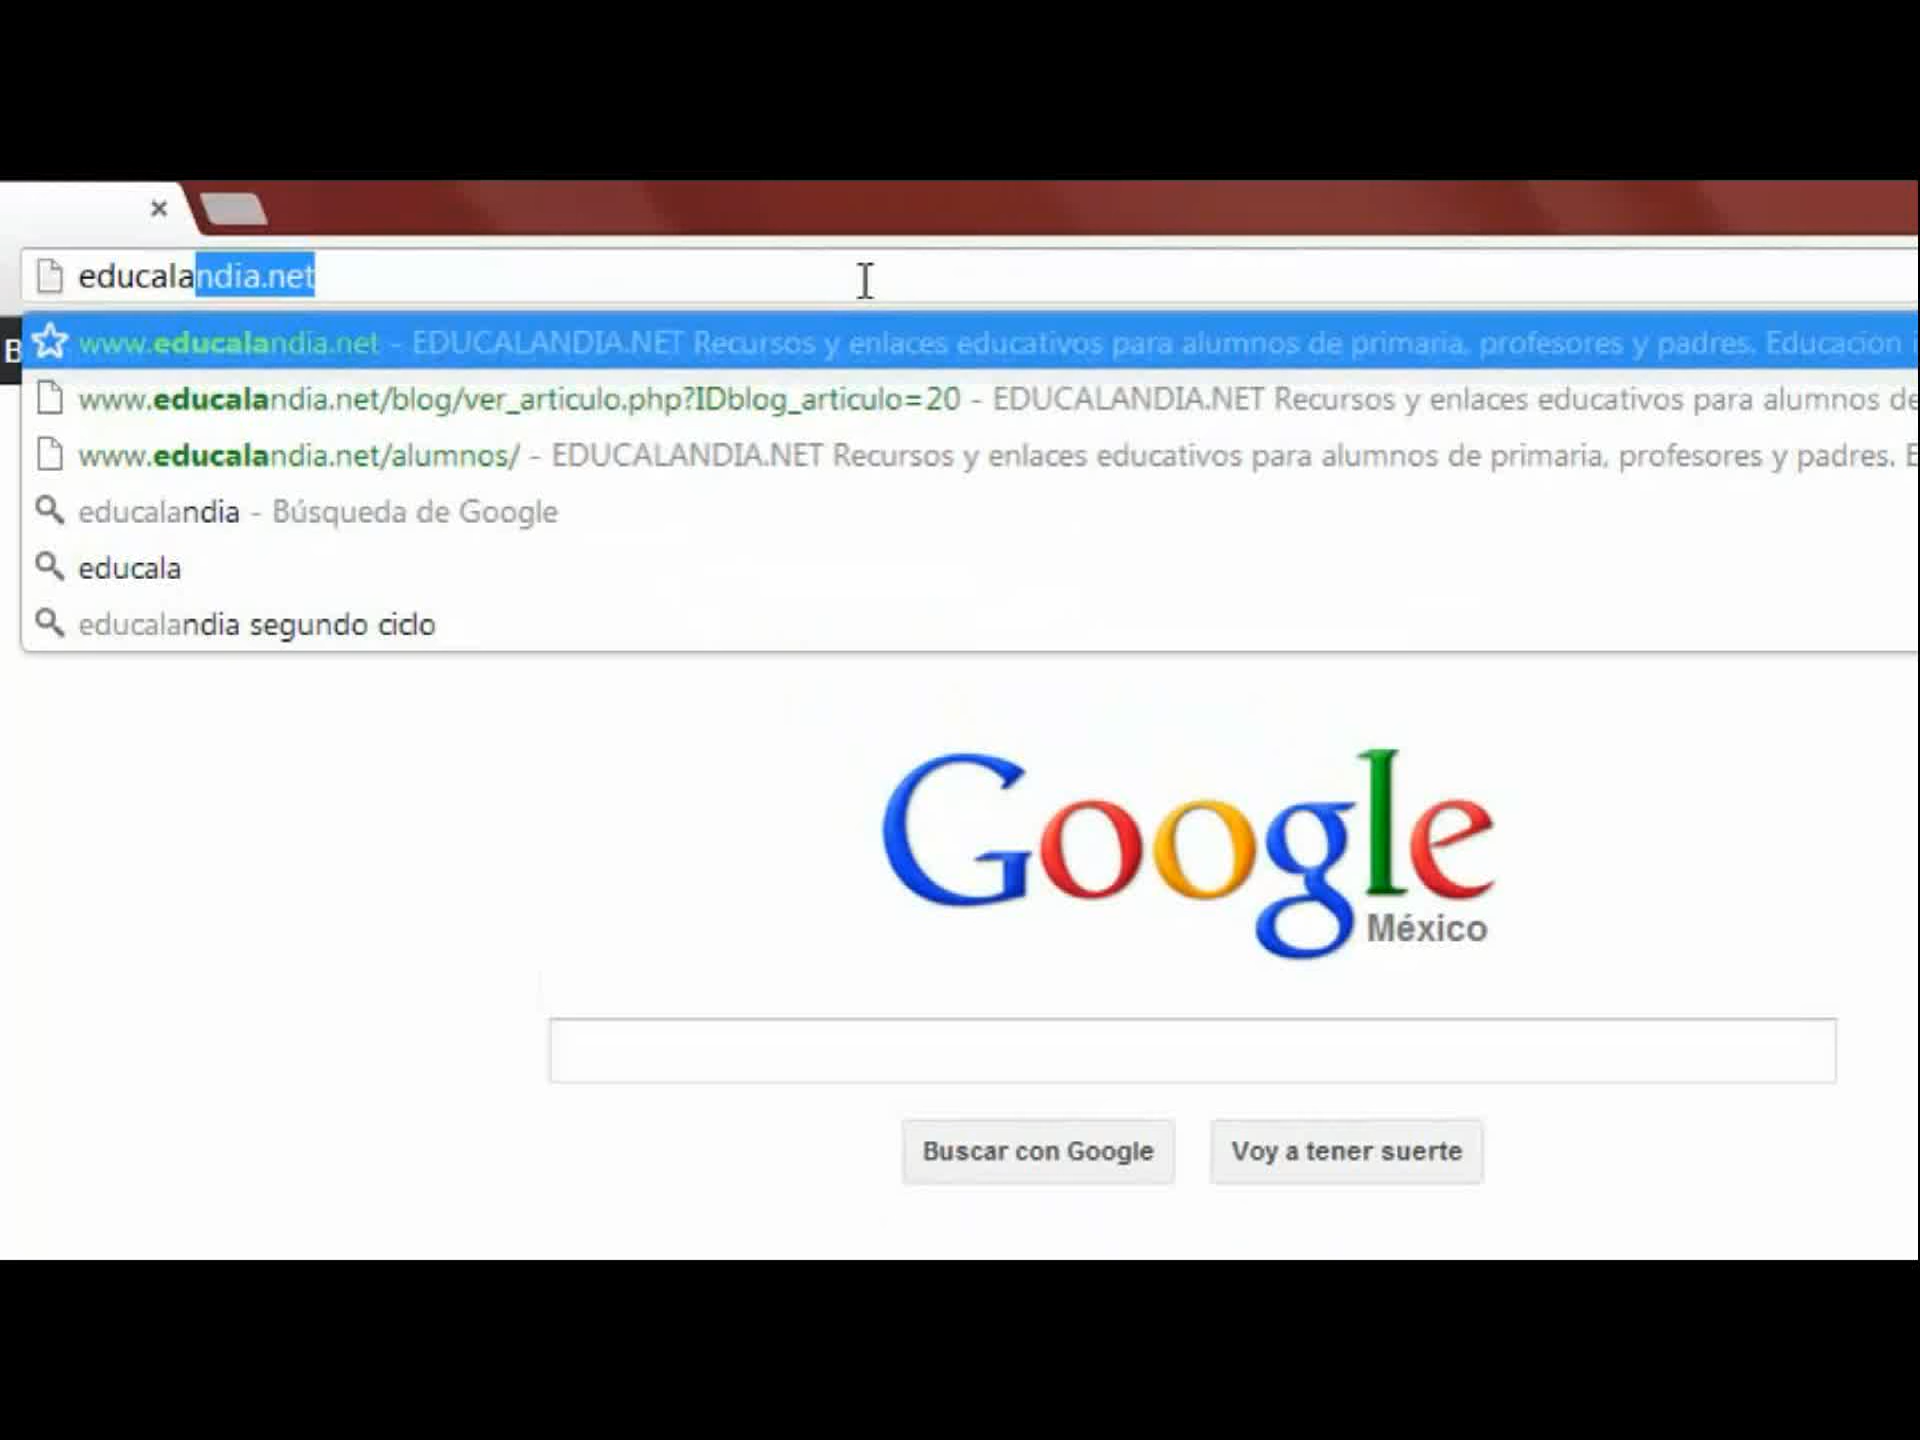 educalandia.net
B
www.educalandia.net - EDUCALANDIA.NET Recursos y enlaces educativos para alumnos de primaria, profesores y padres. Educación i
www.educalandia.net/blog/ver_articulo.php?IDblog_articulo=20 - EDUCALANDIA.NET Recursos y enlaces educativos para alumnos de
www.educalandia.net/alumnos/ - EDUCALANDIA.NET Recursos y enlaces educativos para alumnos de primaria, profesores y padres. E
educalandia - Búsqueda de Google
educala
educalandia segundo ciclo
Google
México
Buscar con Google Voy a tener suerte